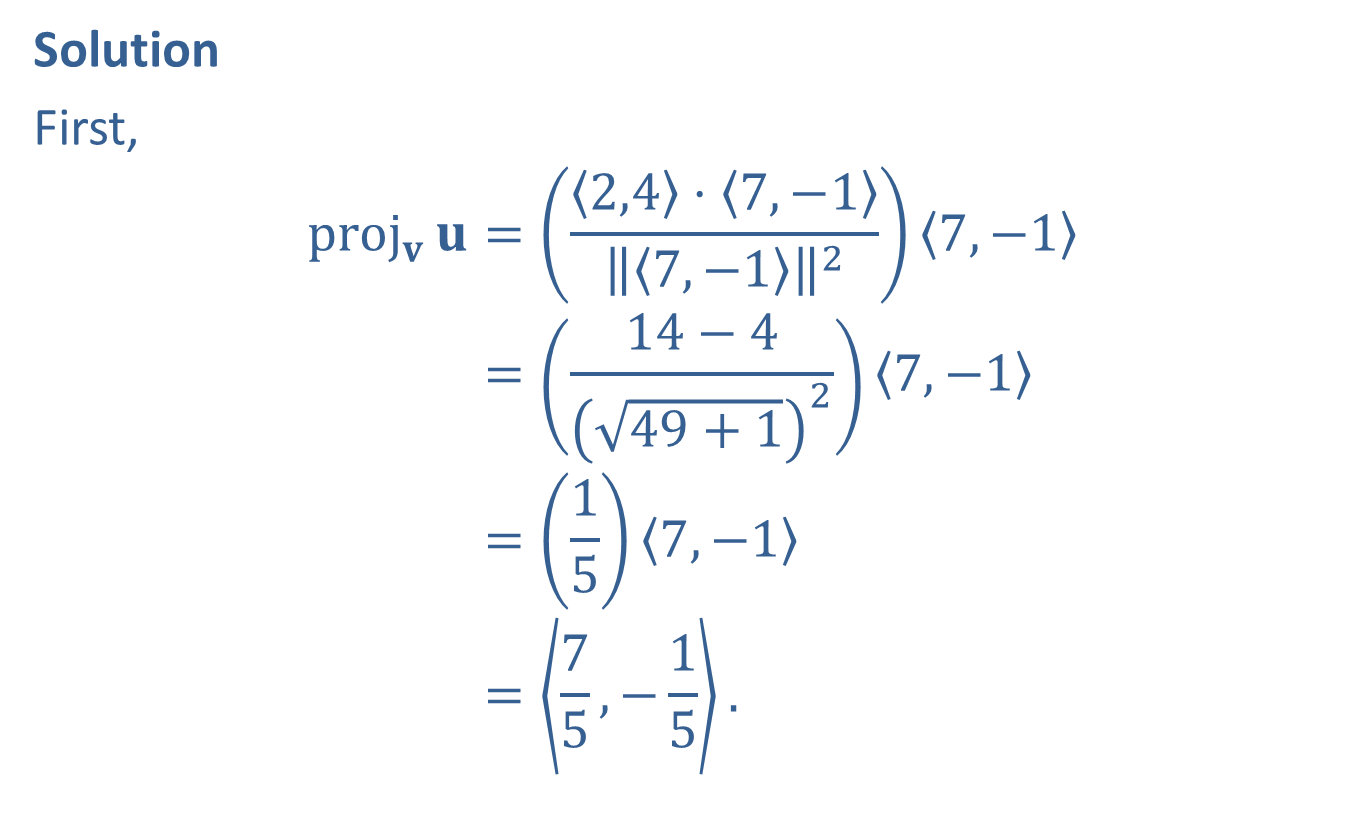 Solution
First,
proj_𝐯 𝐮 = (⟨2,4⟩ · ⟨7, −1⟩ / ‖⟨7, −1⟩‖²) ⟨7, −1⟩
= (14 − 4 / (√(49 + 1))²) ⟨7, −1⟩
= (1/5) ⟨7, −1⟩
= ⟨7/5, −1/5⟩.